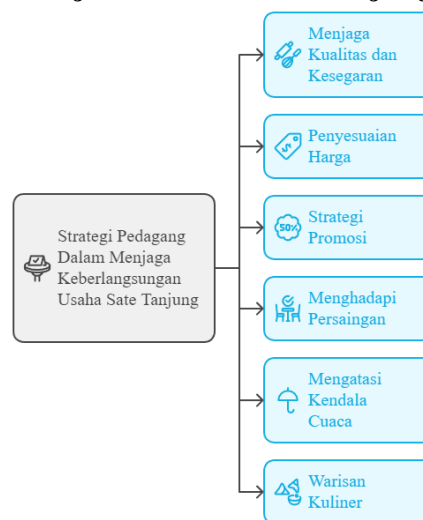 Menjaga
Kualitas dan
Kesegaran
Penyesuaian
Harga
Strategi Pedagang
Dalam Menjaga
Keberlangsungan
Usaha Sate Tanjung
50%
Strategi
Promosi
Menghadapi
Persaingan
Mengatasi
Kendala
Cuaca
Warisan
Kuliner